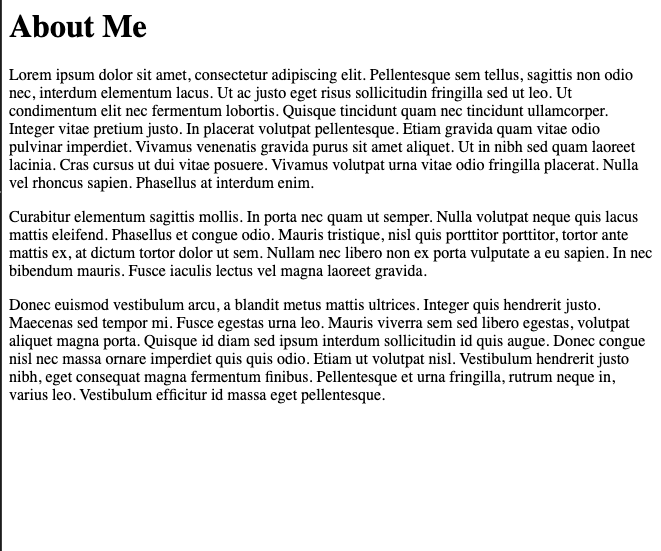 About Me
Lorem ipsum dolor sit amet, consectetur adipiscing elit. Pellentesque sem tellus, sagittis non odio
nec, interdum elementum lacus. Ut ac justo eget risus sollicitudin fringilla sed ut leo. Ut
condimentum elit nec fermentum lobortis. Quisque tincidunt quam nec tincidunt ullamcorper.
Integer vitae pretium justo. In placerat volutpat pellentesque. Etiam gravida quam vitae odio
pulvinar imperdiet. Vivamus venenatis gravida purus sit amet aliquet. Ut in nibh sed quam laoreet
lacinia. Cras cursus ut dui vitae posuere. Vivamus volutpat urna vitae odio fringilla placerat. Nulla
vel rhoncus sapien. Phasellus at interdum enim.
Curabitur elementum sagittis mollis. In porta nec quam ut semper. Nulla volutpat neque quis lacus
mattis eleifend. Phasellus et congue odio. Mauris tristique, nisl quis porttitor porttitor, tortor ante
mattis ex, at dictum tortor dolor ut sem. Nullam nec libero non ex porta vulputate a eu sapien. In nec
bibendum mauris. Fusce iaculis lectus vel magna laoreet gravida.
Donec euismod vestibulum arcu, a blandit metus mattis ultrices. Integer quis hendrerit justo.
Maecenas sed tempor mi. Fusce egestas urna leo. Mauris viverra sem sed libero egestas, volutpat
aliquet magna porta. Quisque id diam sed ipsum interdum sollicitudin id quis augue. Donec congue
nisl nec massa ornare imperdiet quis quis odio. Etiam ut volutpat nisl. Vestibulum hendrerit justo
nibh, eget consequat magna fermentum finibus. Pellentesque et urna fringilla, rutrum neque in,
varius leo. Vestibulum efficitur id massa eget pellentesque.